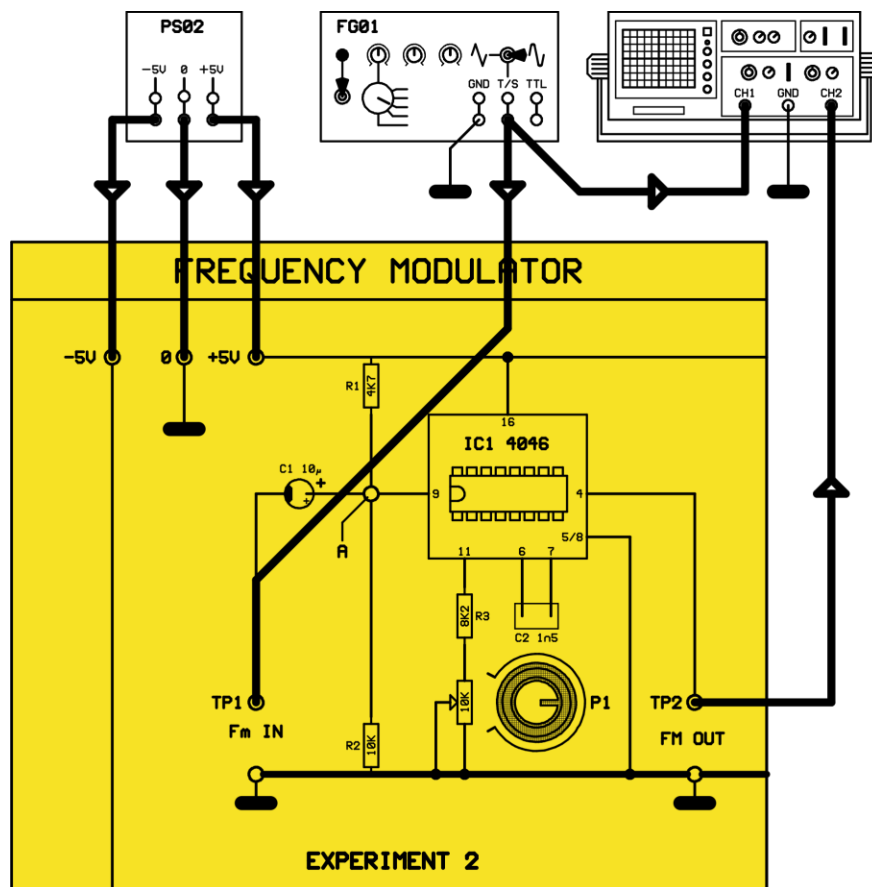 PS02
-5V 0 +5V
FG01
GND T/S TTL
CH1 GND CH2
FREQUENCY MODULATOR
-5V 0 +5V
R1 4K7
16
IC1 4046
C1 10µ
+
+
9 4
A
5/8
11 6 7
8K2 R3
C2 1n5
TP1 10K P1 TP2
Fm IN
R2 10K
FM OUT
EXPERIMENT 2